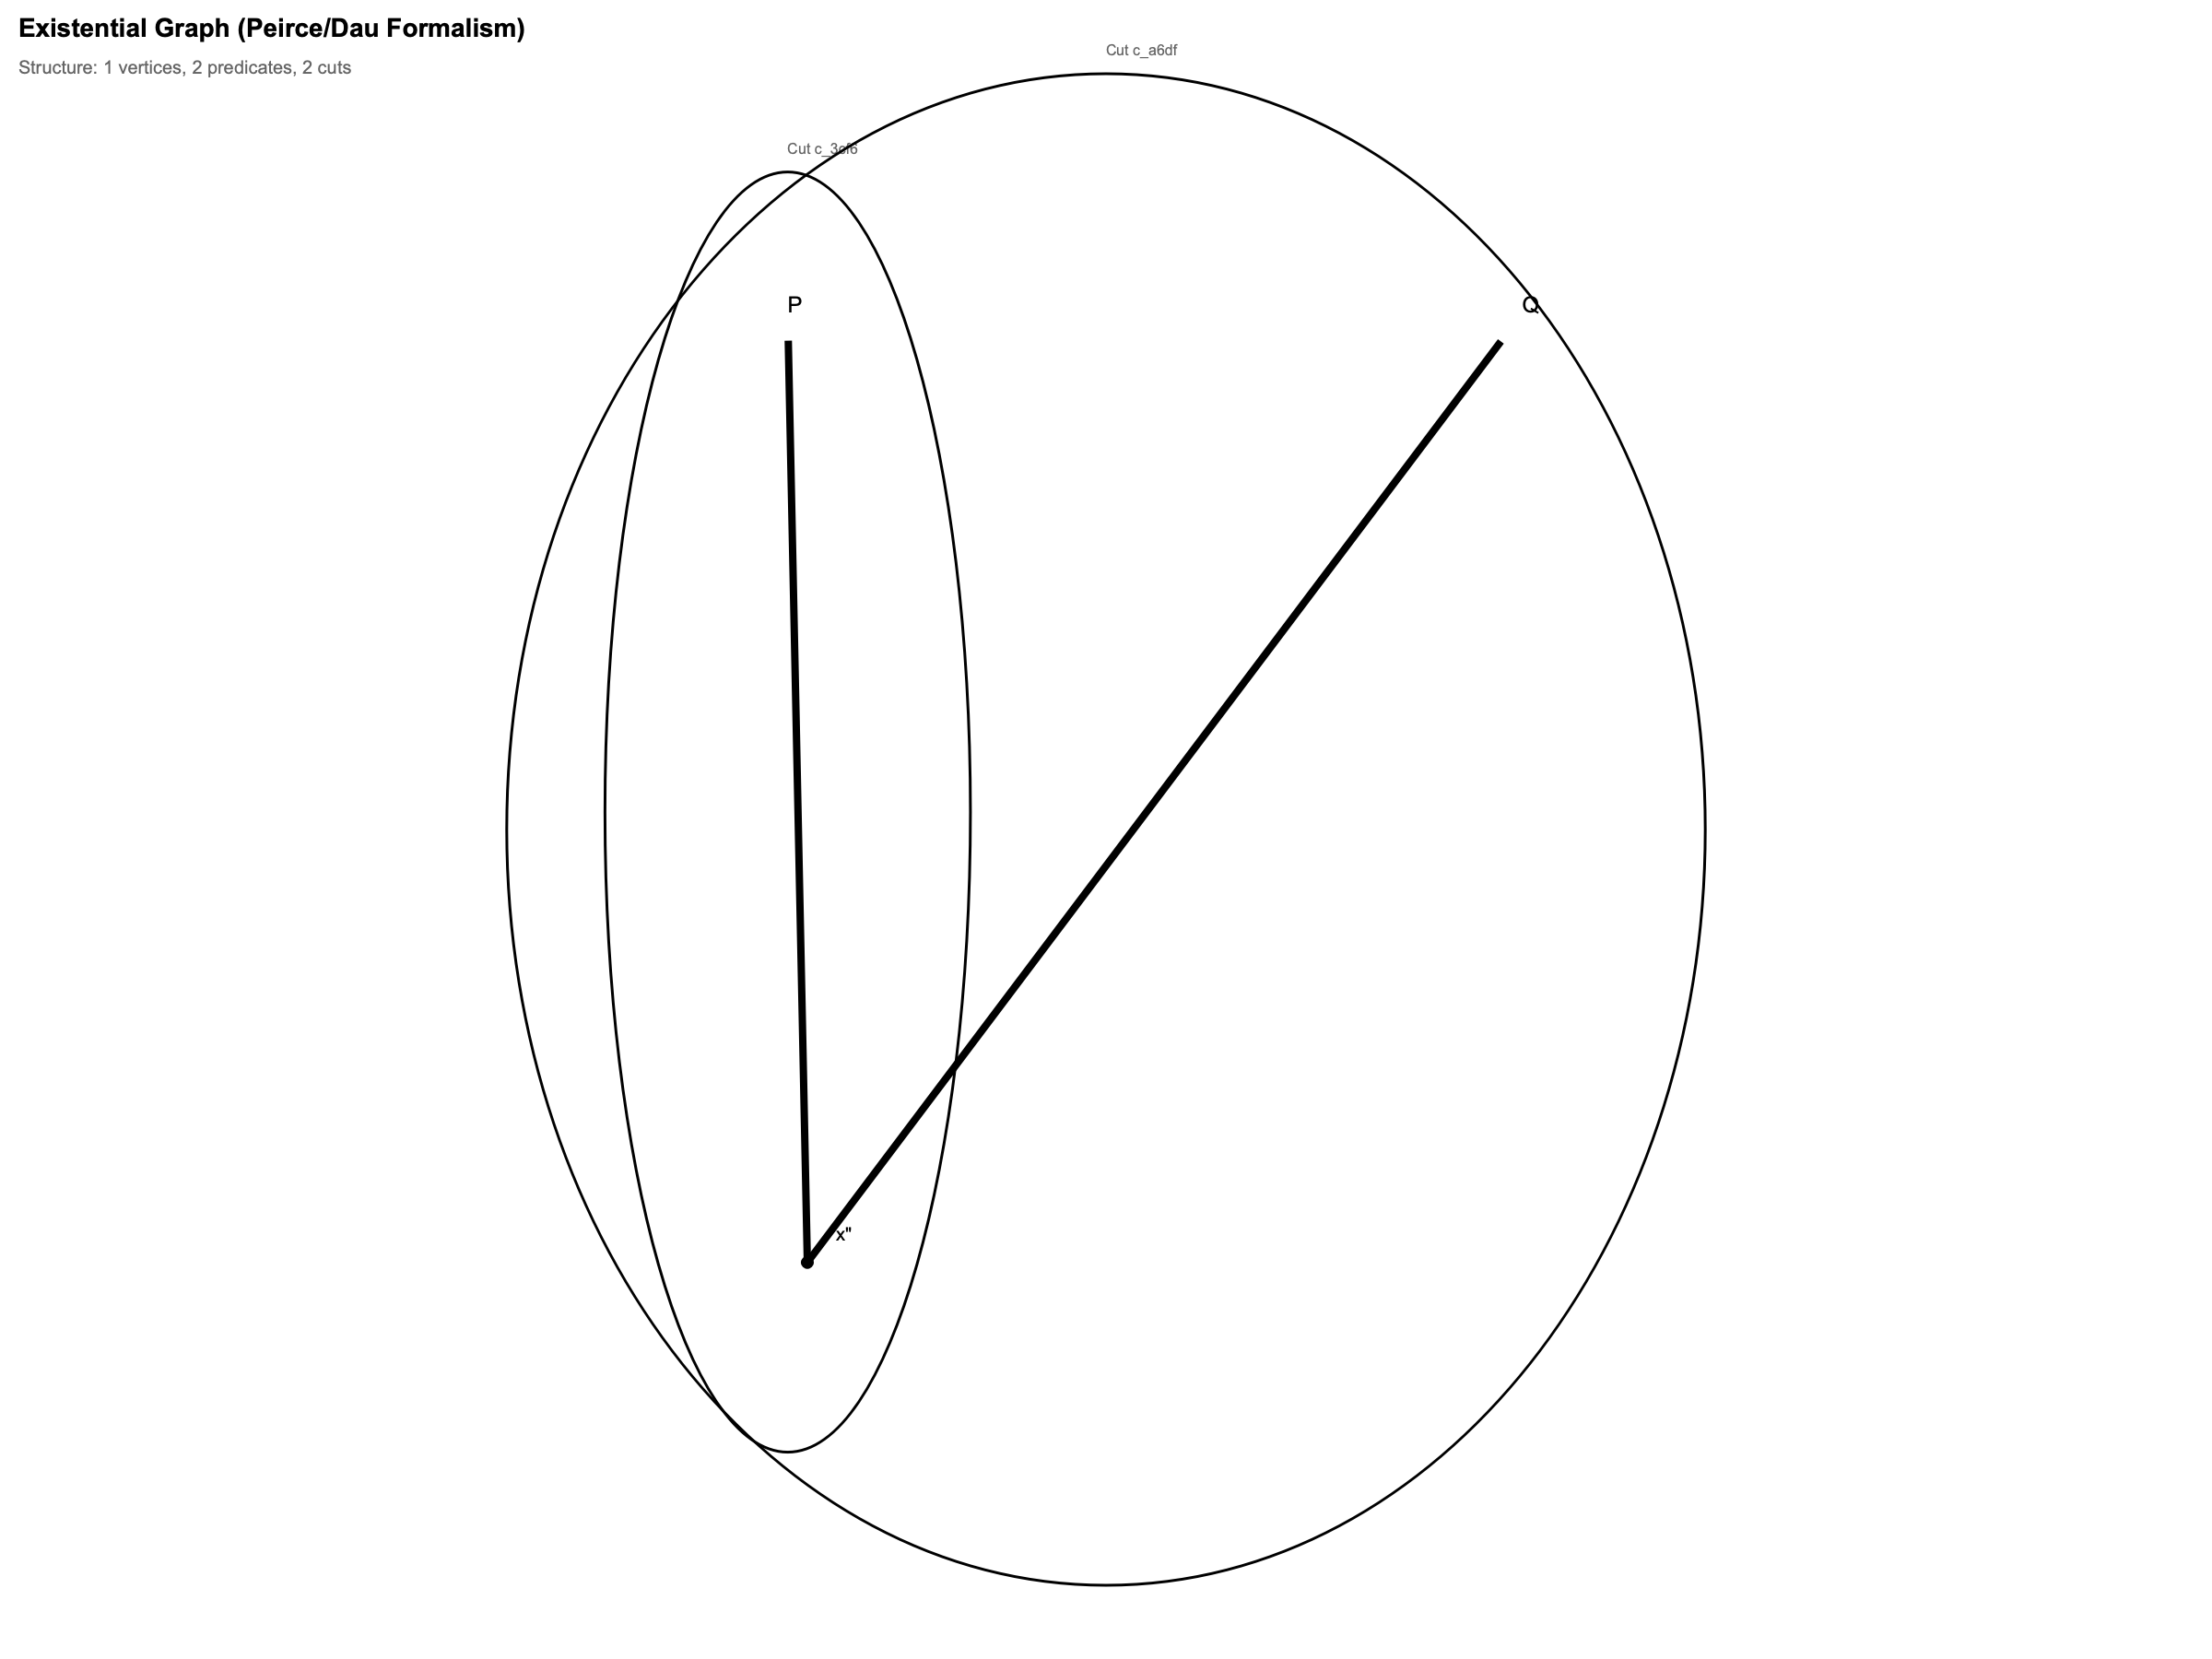 Existential Graph (Peirce/Dau Formalism)
Structure: 1 vertices, 2 predicates, 2 cuts
Cut c_a6df
Cut c_3ef6
P
Q
x"